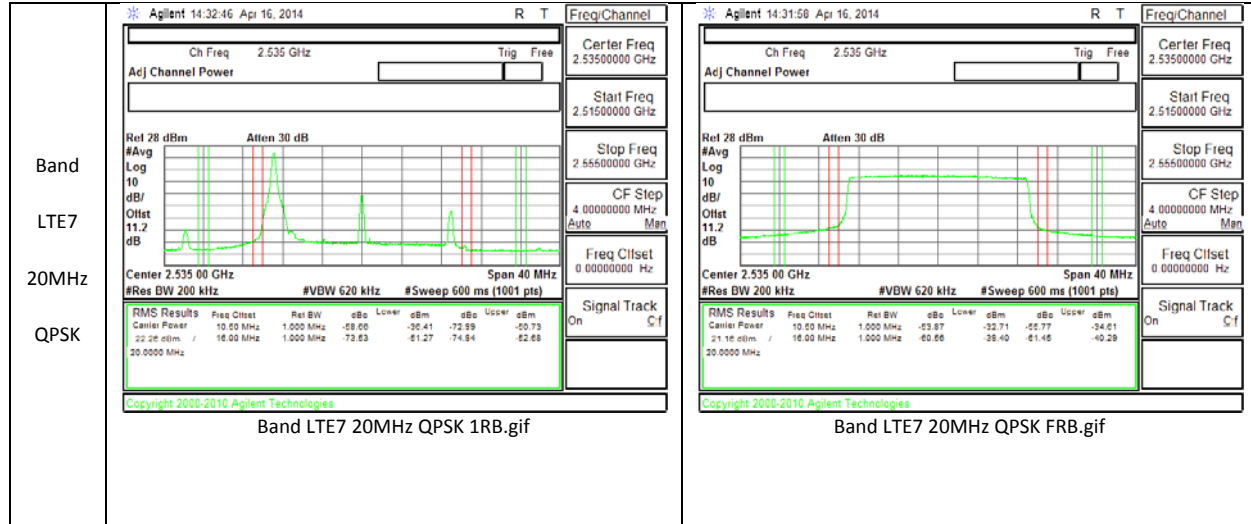 Band
LTE7
20MHz
QPSK
Agilent 14:32:46 Apr 16, 2014 R T
Ch Freq 2.535 GHz Trig Free
Adj Channel Power
Ref 28 dBm Atten 30 dB
#Avg
Log
10
dB/
Offst
11.2
dB
Center 2.535 00 GHz Span 40 MHz
#Res BW 200 kHz #VBW 620 kHz #Sweep 600 ms (1001 pts)
RMS Results Freq Offset Ref BW dBc Lower dBm dBc Upper dBm
Carrier Power 10.50 MHz 1.000 MHz -36.41 -72.99 -50.73
22.26 dBm / 16.00 MHz 1.000 MHz -51.27 -52.68
20.0000 MHz
Copyright 2000-2010 Agilent Technologies
Freq/Channel
Center Freq
2.53500000 GHz
Start Freq
2.51500000 GHz
Stop Freq
2.55500000 GHz
CF Step
4.00000000 MHz
Auto Man
Freq Offset
0.00000000 Hz
Signal Track
On Off
Band LTE7 20MHz QPSK 1RB.gif
Agilent 14:31:58 Apr 16, 2014 R T
Ch Freq 2.535 GHz Trig Free
Adj Channel Power
Ref 28 dBm Atten 30 dB
#Avg
Log
10
dB/
Offst
11.2
dB
Center 2.535 00 GHz Span 40 MHz
#Res BW 200 kHz #VBW 620 kHz #Sweep 600 ms (1001 pts)
RMS Results Freq Offset Ref BW dBc Lower dBm dBc Upper dBm
Carrier Power 10.50 MHz 1.000 MHz -53.87 -32.71 -55.77 -34.61
21.16 dBm / 16.00 MHz 1.000 MHz -61.45 -40.29
20.0000 MHz
Copyright 2000-2010 Agilent Technologies
Freq/Channel
Center Freq
2.53500000 GHz
Start Freq
2.51500000 GHz
Stop Freq
2.55500000 GHz
CF Step
4.00000000 MHz
Auto Man
Freq Offset
0.00000000 Hz
Signal Track
On Off
Band LTE7 20MHz QPSK FRB.gif